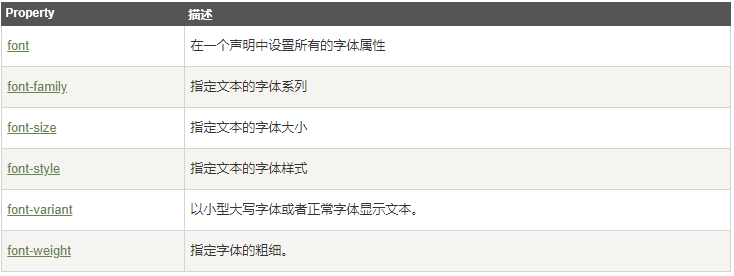 Property 描述
font 在一个声明中设置所有的字体属性
font-family 指定文本的字体系列
font-size 指定文本的字体大小
font-style 指定文本的字体样式
font-variant 以小型大写字体或者正常字体显示文本。
font-weight 指定字体的粗细。